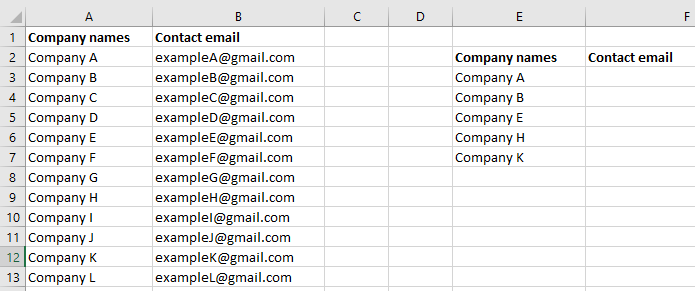 A B C D E F
1 Company names Contact email
2 Company A exampleA@gmail.com Company names Contact email
3 Company B exampleB@gmail.com Company A
4 Company C exampleC@gmail.com Company B
5 Company D exampleD@gmail.com Company E
6 Company E exampleE@gmail.com Company H
7 Company F exampleF@gmail.com Company K
8 Company G exampleG@gmail.com
9 Company H exampleH@gmail.com
10 Company I exampleI@gmail.com
11 Company J exampleJ@gmail.com
12 Company K exampleK@gmail.com
13 Company L exampleL@gmail.com